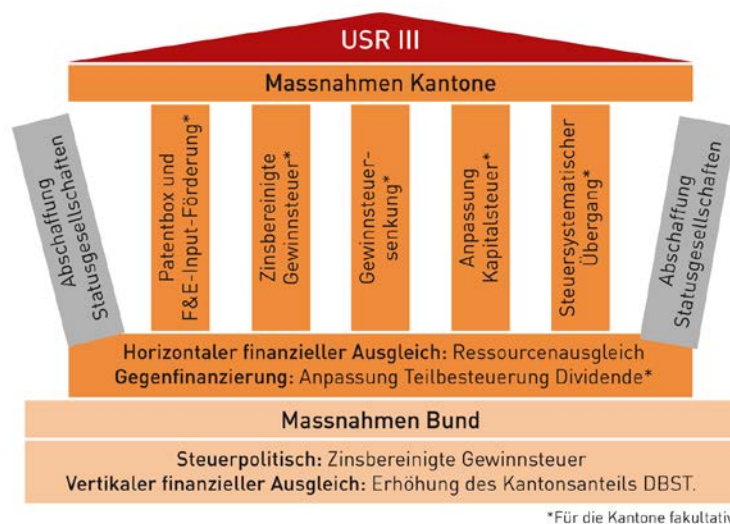 USR III
Massnahmen Kantone
Abschaffung
Statusgesellschaften
Patentbox und
F&E-Input-Förderung*
Zinsbereinigte
Gewinnsteuer*
Gewinnsteuer-
senkung*
Anpassung
Kapitalsteuer*
Steuersystematischer
Übergang*
Abschaffung
Statusgesellschaften
Horizontaler finanzieller Ausgleich: Ressourcenausgleich
Gegenfinanzierung: Anpassung Teilbesteuerung Dividende*
Massnahmen Bund
Steuerpolitisch: Zinsbereinigte Gewinnsteuer
Vertikaler finanzieller Ausgleich: Erhöhung des Kantonsanteils DBST.
*Für die Kantone fakultativ